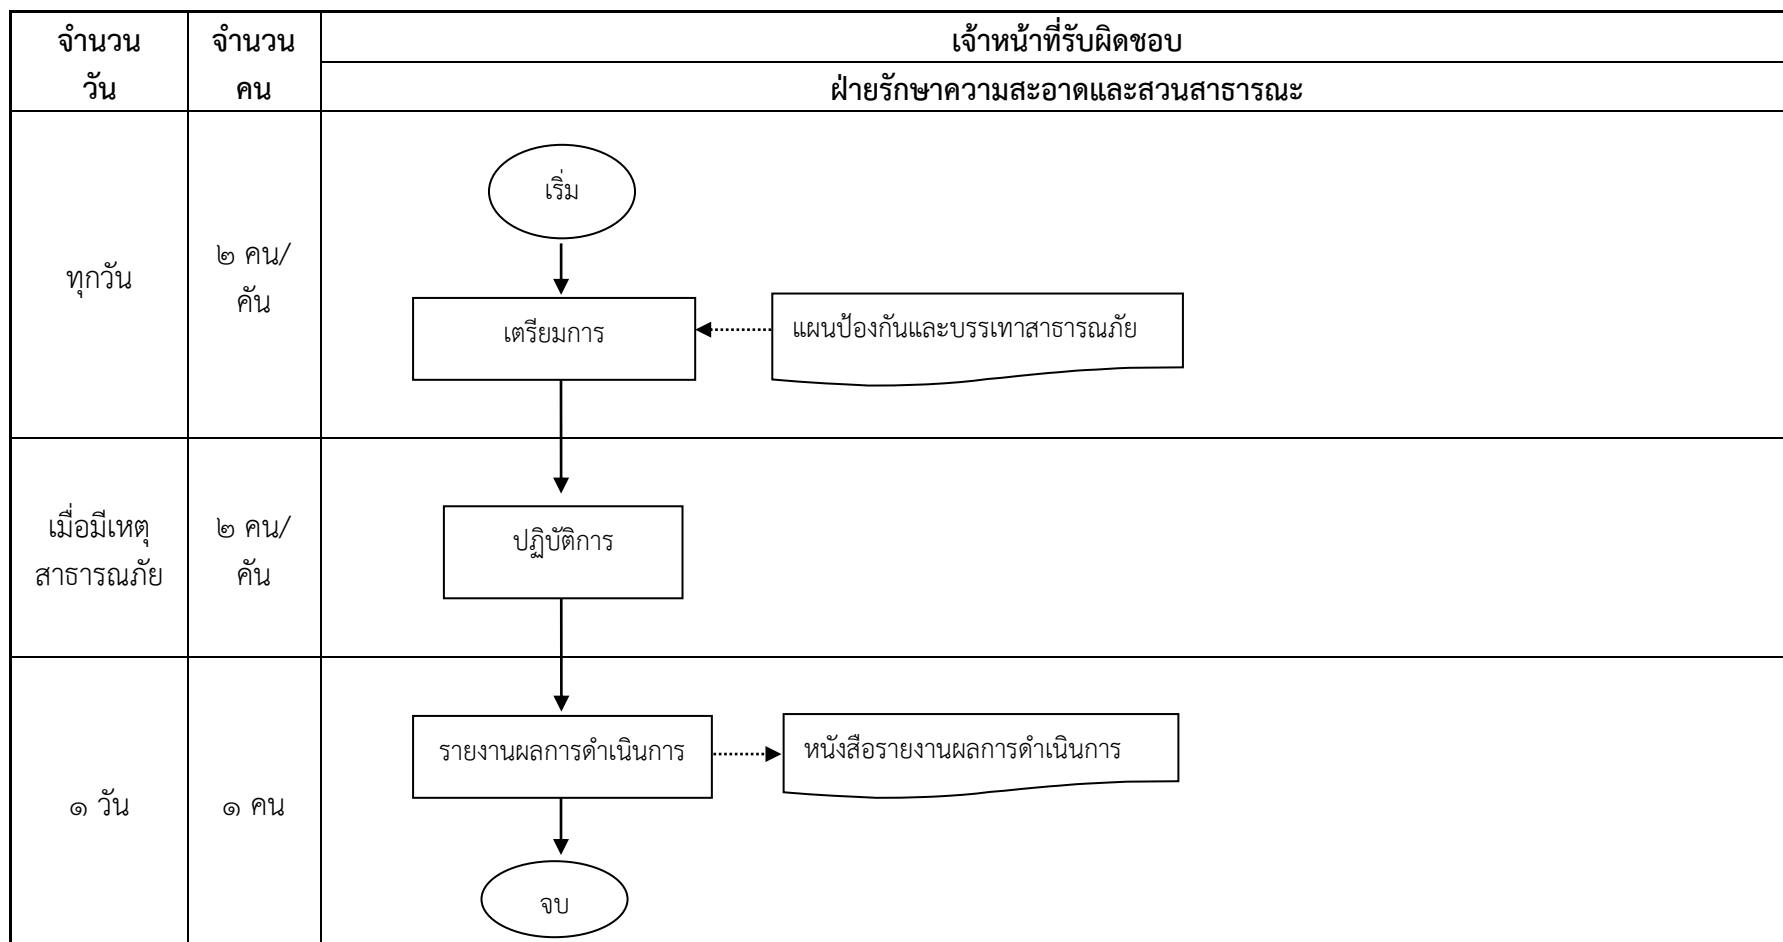 จำนวน
วัน
จำนวน
คน
เจ้าหน้าที่รับผิดชอบ
ฝ่ายรักษาความสะอาดและสวนสาธารณะ
ทุกวัน
๒ คน/
คัน
เริ่ม
เตรียมการ
แผนป้องกันและบรรเทาสาธารณภัย
เมื่อมีเหตุ
สาธารณภัย
๒ คน/
คัน
ปฏิบัติการ
๑ วัน
๑ คน
รายงานผลการดำเนินการ
หนังสือรายงานผลการดำเนินการ
จบ